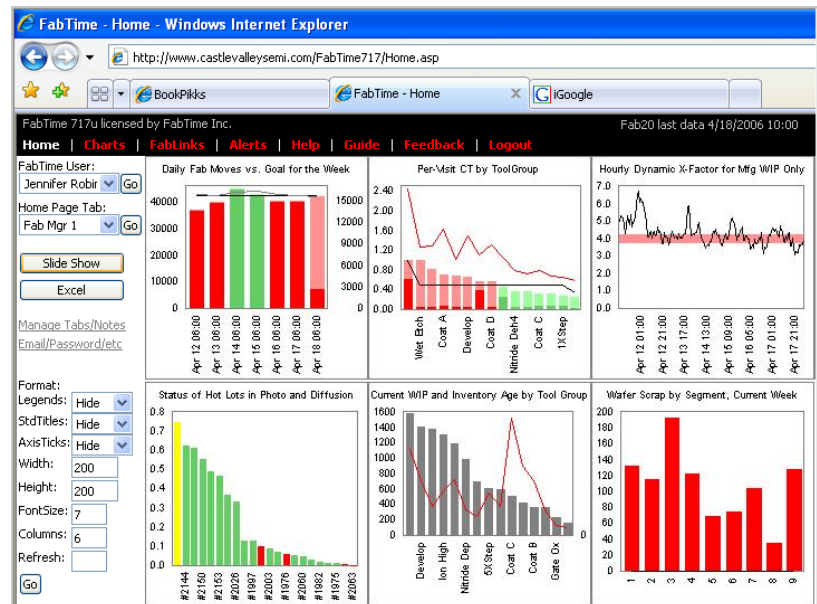 FabTime - Home - Windows Internet Explorer
http://www.castlevalleysemi.com/FabTime717/Home.asp
BookPikks
FabTime - Home
X
iGoogle
FabTime 717u licensed by FabTime Inc.
Fab20 last data 4/18/2006 10:00
Home | Charts | FabLinks | Alerts | Help | Guide | Feedback | Logout
FabTime User:
Jennifer Robir
Go
Home Page Tab:
Fab Mgr 1
Go
Slide Show
Excel
Manage Tabs/Notes
Email/Password/etc
Format:
Legends: Hide
StdTitles: Hide
AxisTicks: Hide
Width: 200
Height: 200
FontSize: 7
Columns: 6
Refresh:
Go
Daily Fab Moves vs. Goal for the Week
40000
30000
20000
10000
0
15000
12000
9000
6000
3000
0
Apr 12 06:00
Apr 13 06:00
Apr 14 06:00
Apr 15 06:00
Apr 16 06:00
Apr 17 06:00
Apr 18 06:00
Per-Visit CT by ToolGroup
2.40
2.00
1.60
1.20
0.80
0.40
0.00
Wet Etch
Coat A
Develop
Coat D
Nitride Deh4
Coat C
1XStep
Hourly Dynamic X-Factor for Mfg WIP Only
7.0
6.0
5.0
4.0
3.0
2.0
1.0
0.0
Apr 12 01:00
Apr 12 21:00
Apr 13 17:00
Apr 14 13:00
Apr 15 09:00
Apr 16 05:00
Apr 17 01:00
Apr 17 21:00
Status of Hot Lots in Photo and Diffusion
0.8
0.7
0.6
0.5
0.4
0.3
0.2
0.1
0.0
#2144
#2150
#2153
#2026
#1997
#2003
#1976
#2060
#1982
#1975
#2063
Current WIP and Inventory Age by Tool Group
1600
1400
1200
1000
800
600
400
200
0
0
Develop
Ion High
Nitride Dep
5XStep
Coat C
Coat B
Gate Ox
Wafer Scrap by Segment, Current Week
200
180
160
140
120
100
80
60
40
20
0
1
2
3
4
5
6
7
8
9